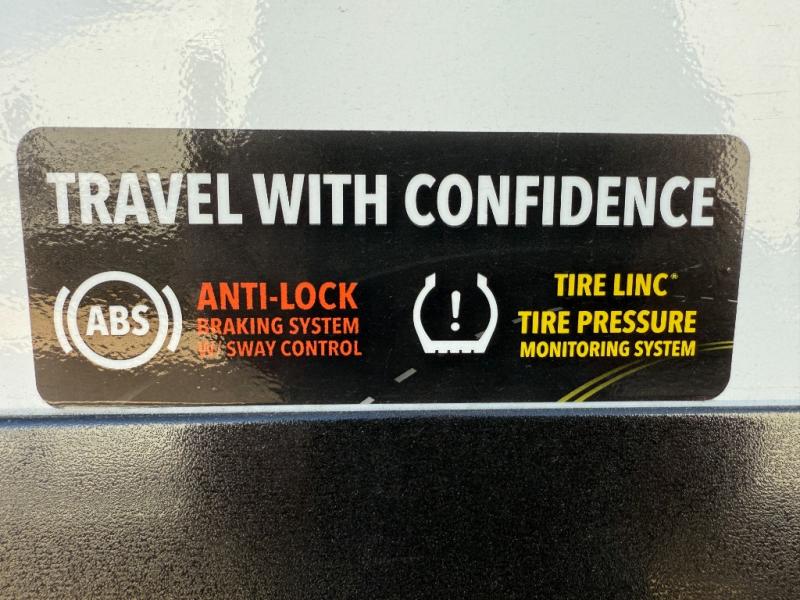 TRAVEL WITH CONFIDENCE
ABS
ANTI-LOCK
BRAKING SYSTEM
W/ SWAY CONTROL
!
TIRE LINC®
TIRE PRESSURE
MONITORING SYSTEM